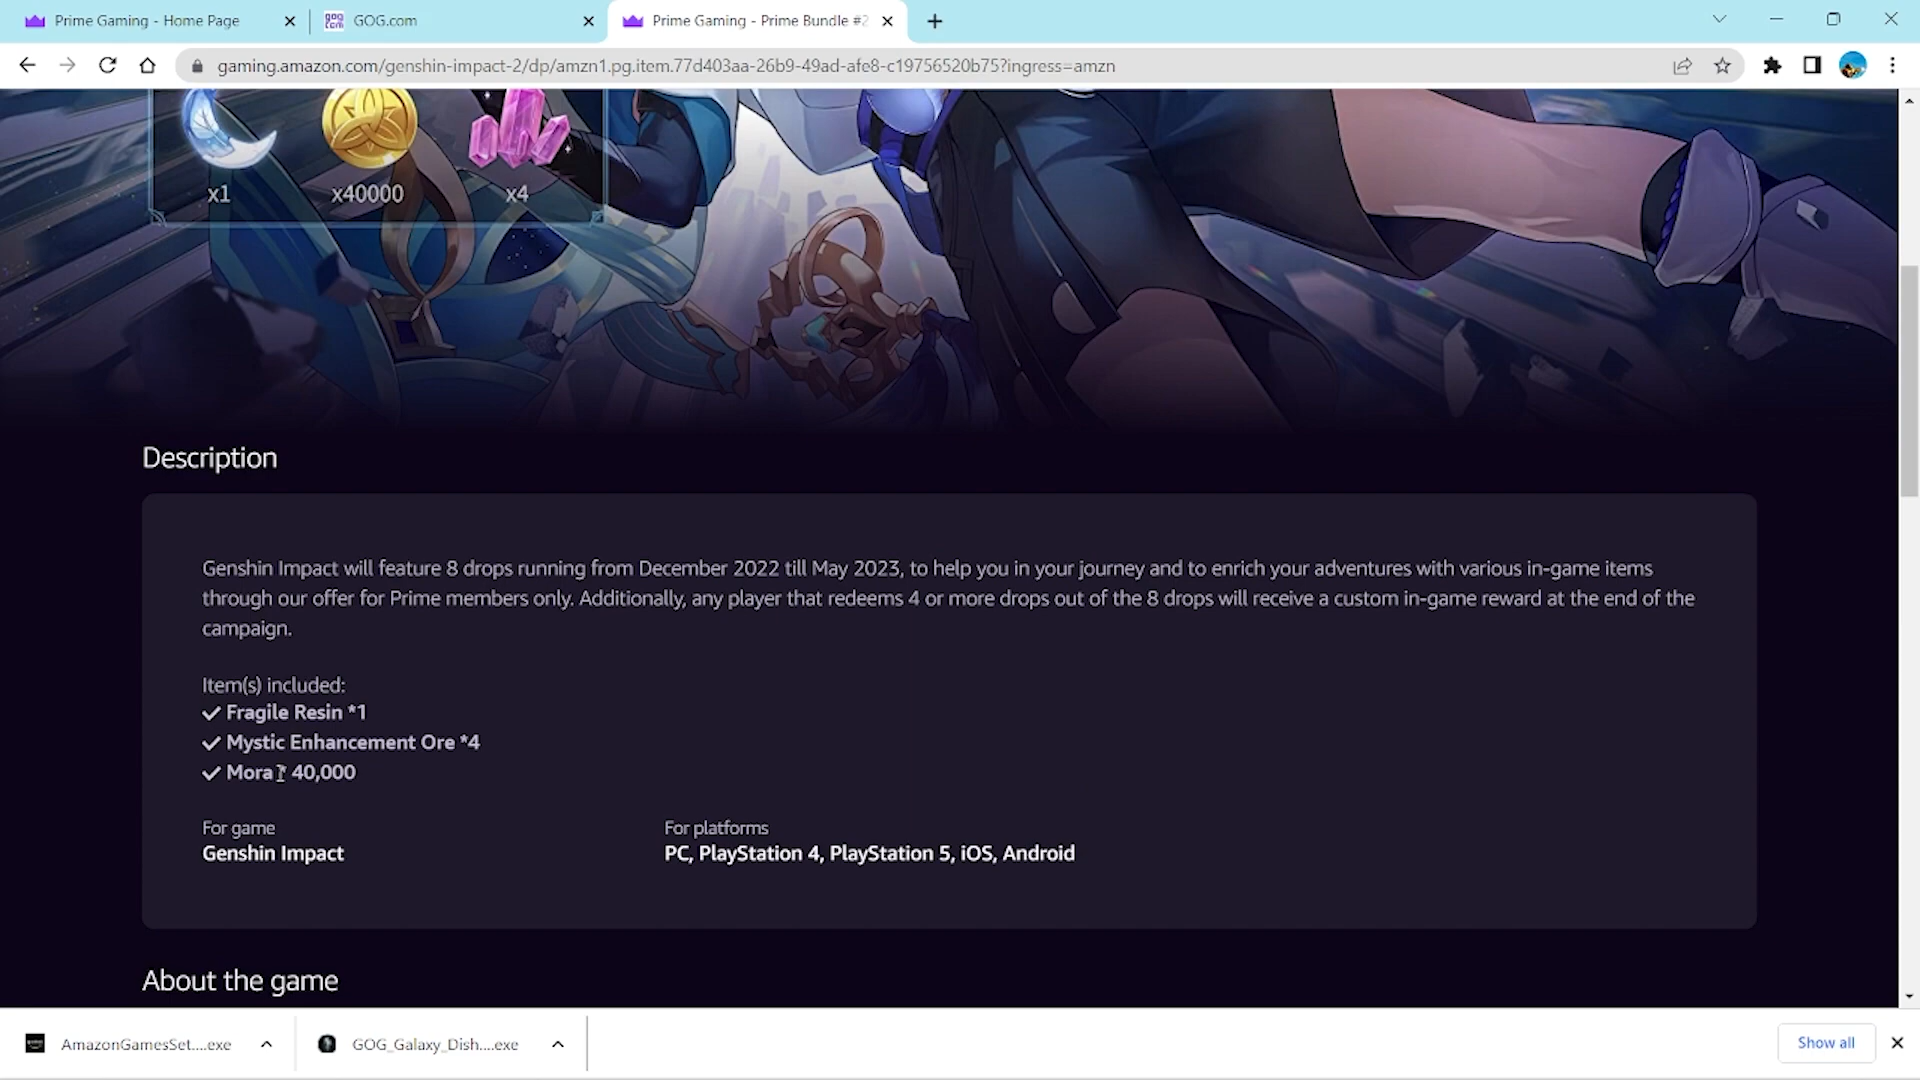 Prime Gaming - Home Page
GOG.com
Prime Gaming - Prime Bundle #2
gaming.amazon.com/genshin-impact-2/dp/amzn1.pg.item.77d403aa-26b9-49ad-afe8-c19756520b75?ingress=amzn
x1
x40000
x4
Description
Genshin Impact will feature 8 drops running from December 2022 till May 2023, to help you in your journey and to enrich your adventures with various in-game items
through our offer for Prime members only. Additionally, any player that redeems 4 or more drops out of the 8 drops will receive a custom in-game reward at the end of the
campaign.
Item(s) included:
Fragile Resin *1
Mystic Enhancement Ore *4
Mora * 40,000
For game
For platforms
Genshin Impact
PC, PlayStation 4, PlayStation 5, iOS, Android
About the game
AmazonGamesSet....exe
GOG_Galaxy_Dish....exe
Show all